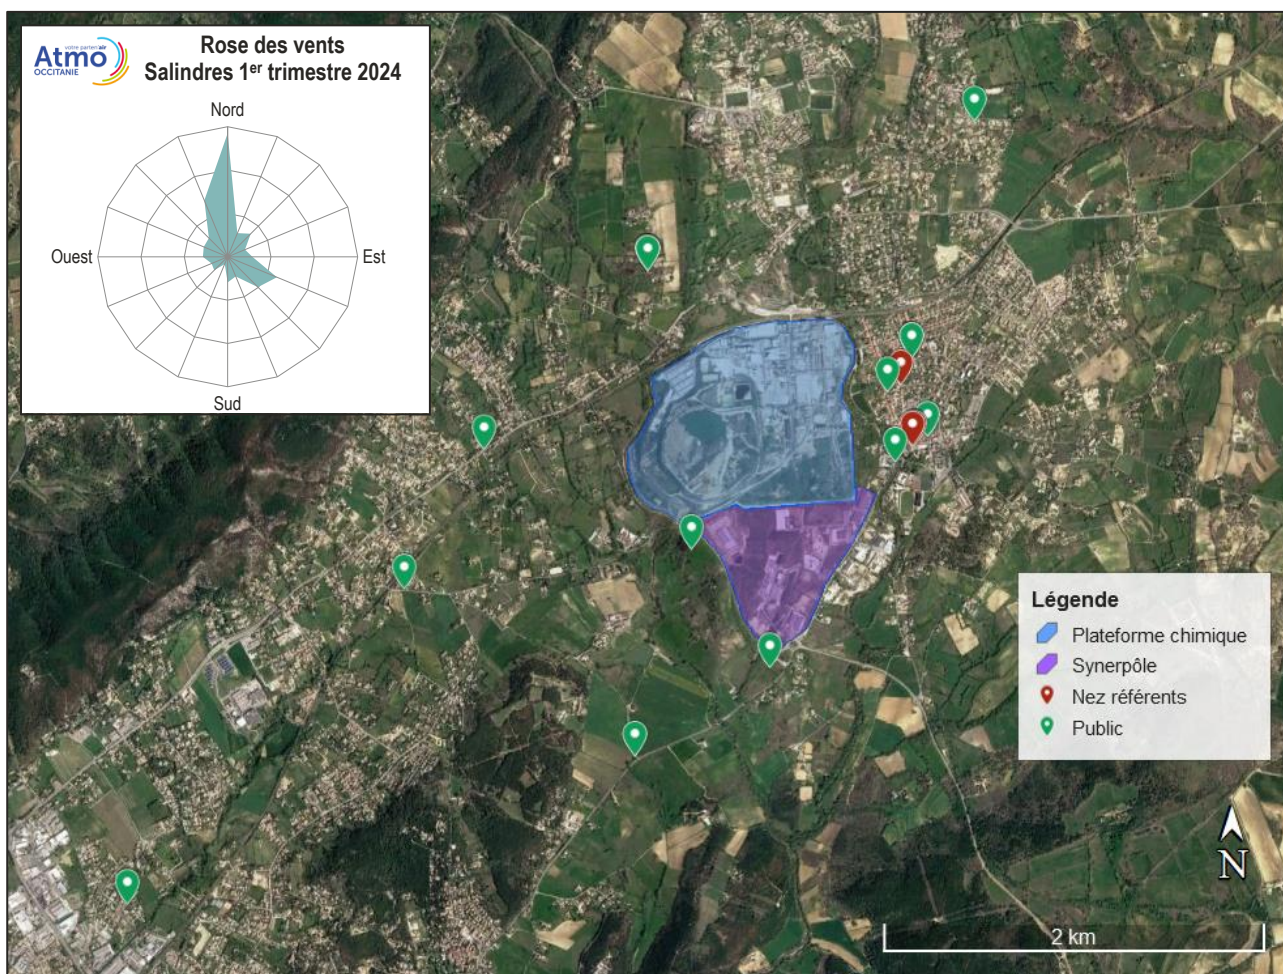 votre parten'air
Atmo
OCCITANIE
Rose des vents
Salindres 1er trimestre 2024
Nord
Ouest
Est
Sud
Légende
Plateforme chimique
Synerpôle
Nez référents
Public
N
2 km